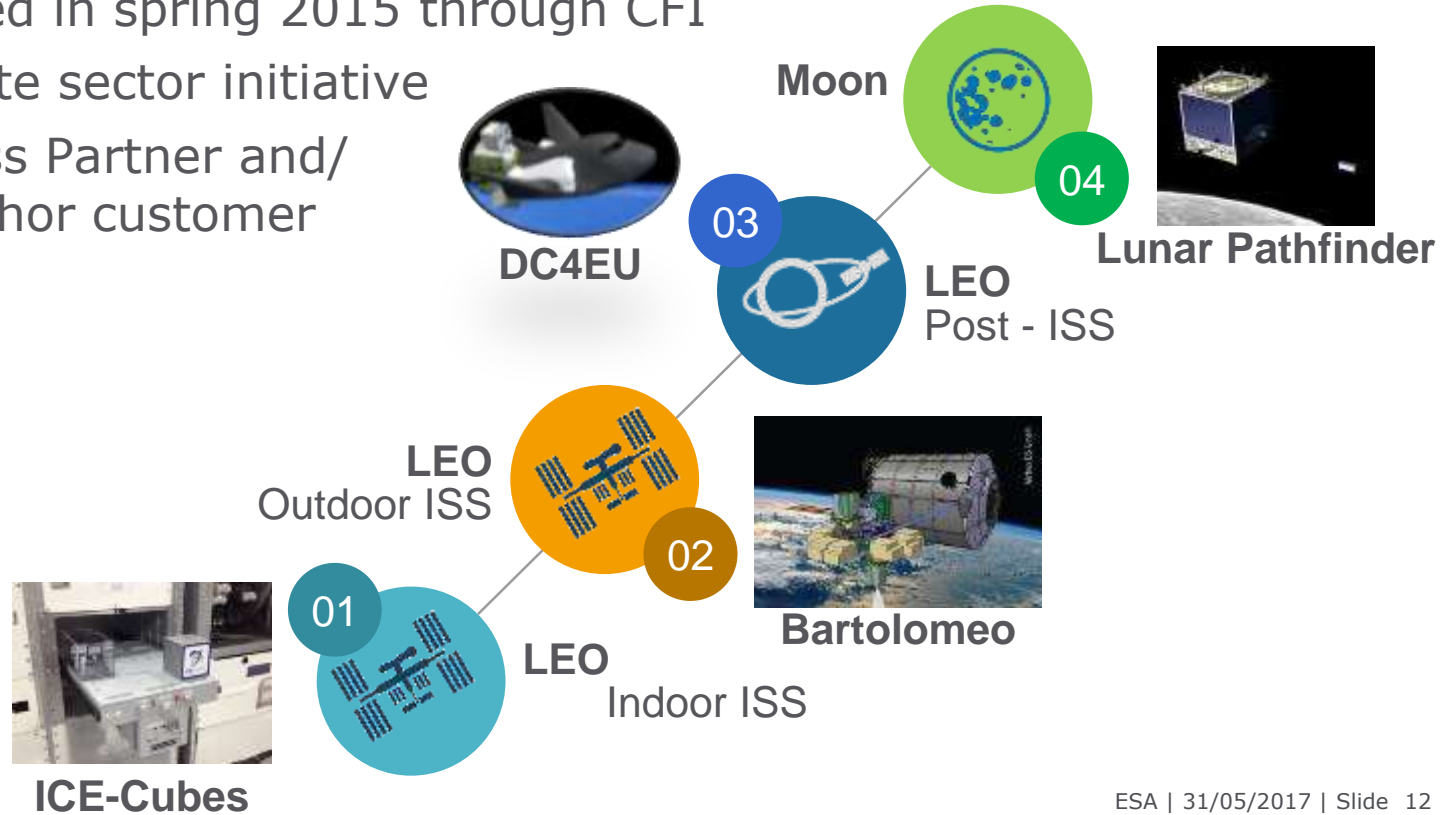 ed in spring 2015 through CFI
te sector initiative
ss Partner and/
hor customer
Moon
04
Lunar Pathfinder
DC4EU
03
LEO
Post - ISS
LEO
Outdoor ISS
02
Bartolomeo
01
LEO
Indoor ISS
ICE-Cubes
ESA | 31/05/2017 | Slide 12